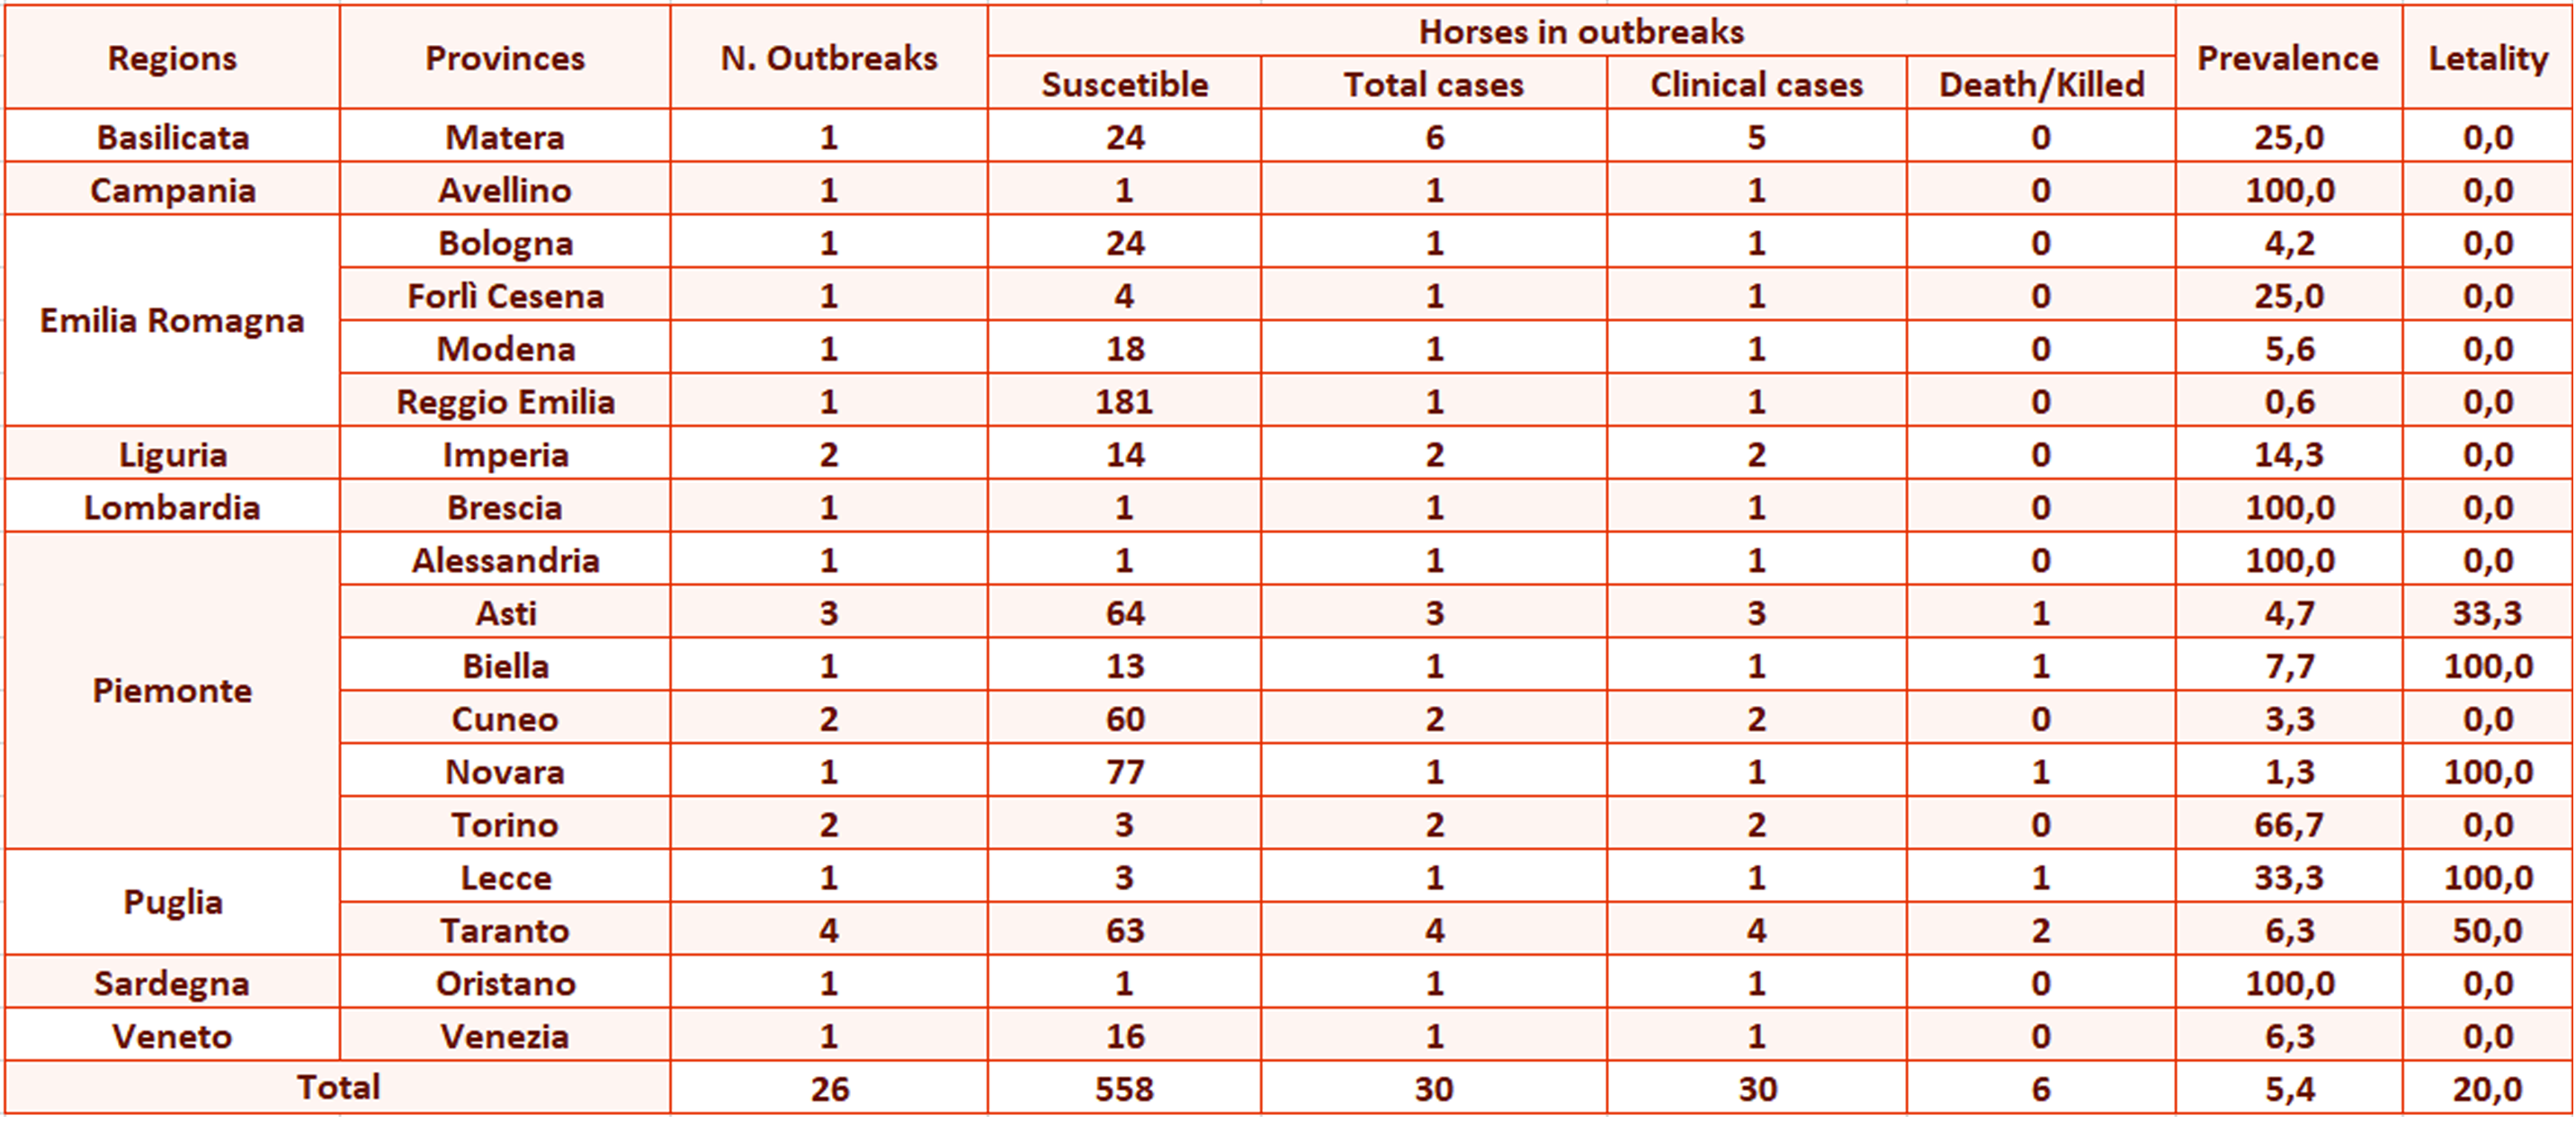 Regions Provinces N. Outbreaks Horses in outbreaks Prevalence Letality
Suscetible Total cases Clinical cases Death/Killed
Basilicata Matera 1 24 6 5 0 25,0 0,0
Campania Avellino 1 1 1 1 0 100,0 0,0
Emilia Romagna Bologna 1 24 1 1 0 4,2 0,0
Forlì Cesena 1 4 1 1 0 25,0 0,0
Modena 1 18 1 1 0 5,6 0,0
Reggio Emilia 1 181 1 1 0 0,6 0,0
Liguria Imperia 2 14 2 2 0 14,3 0,0
Lombardia Brescia 1 1 1 1 0 100,0 0,0
Piemonte Alessandria 1 1 1 1 0 100,0 0,0
Asti 3 64 3 3 1 4,7 33,3
Biella 1 13 1 1 1 7,7 100,0
Cuneo 2 60 2 2 0 3,3 0,0
Novara 1 77 1 1 1 1,3 100,0
Torino 2 3 2 2 0 66,7 0,0
Puglia Lecce 1 3 1 1 1 33,3 100,0
Taranto 4 63 4 4 2 6,3 50,0
Sardegna Oristano 1 1 1 1 0 100,0 0,0
Veneto Venezia 1 16 1 1 0 6,3 0,0
Total 26 558 30 30 6 5,4 20,0